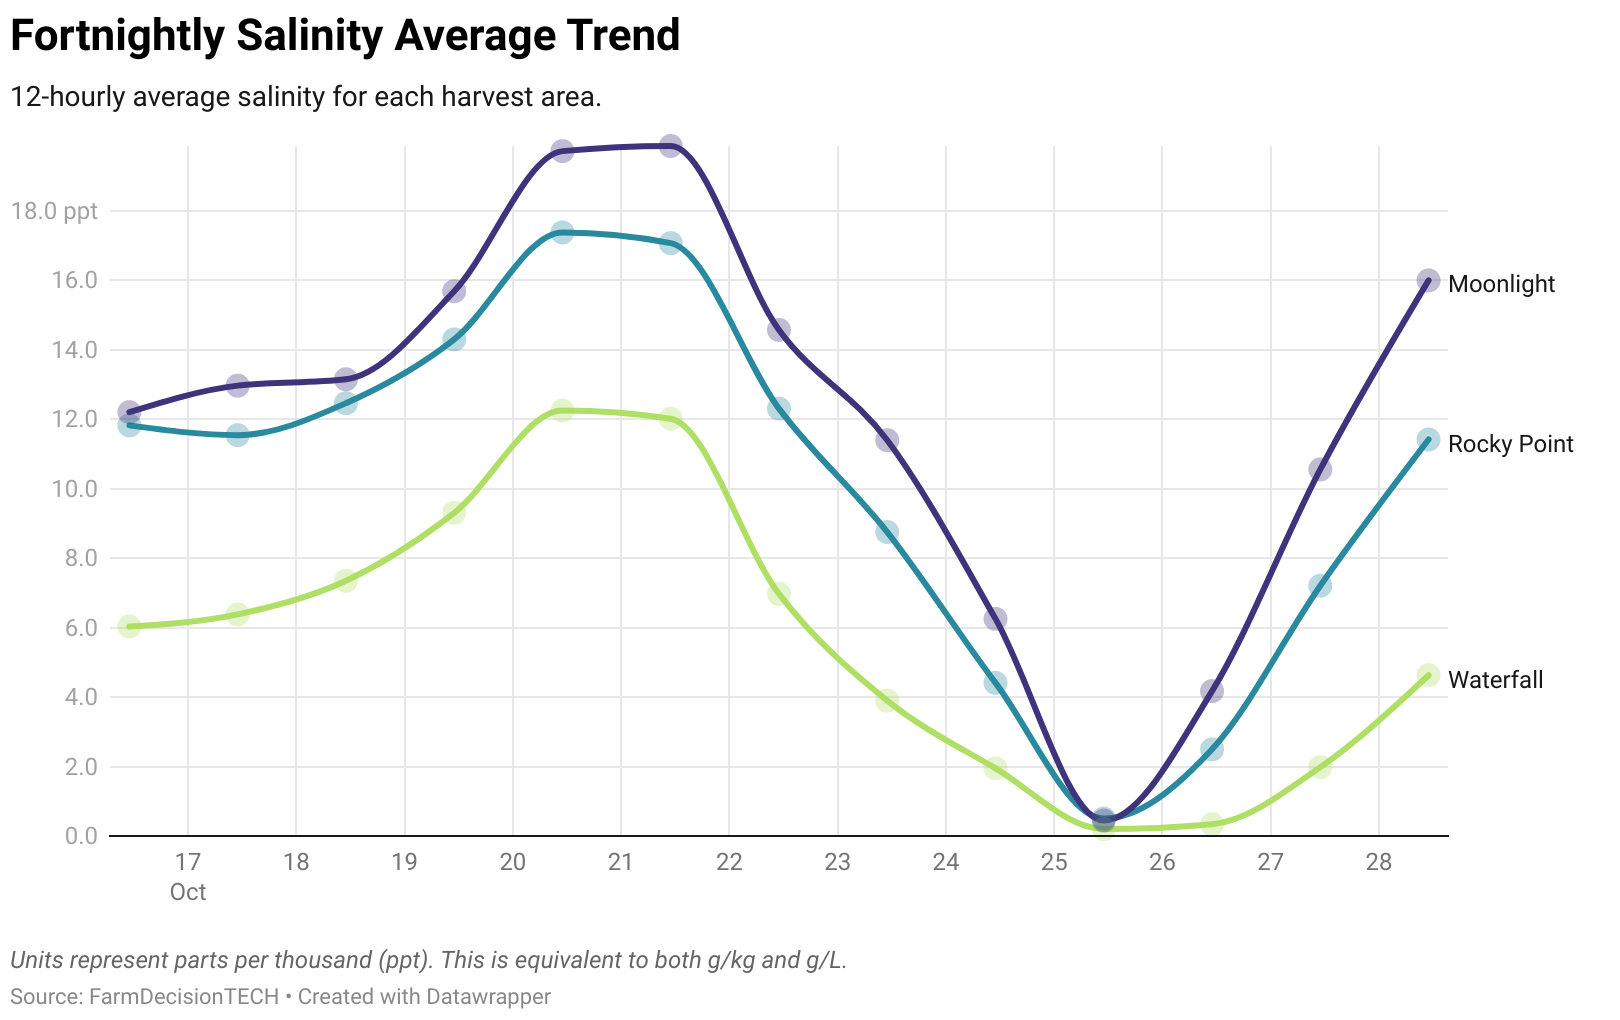 Fortnightly Salinity Average Trend
12-hourly average salinity for each harvest area.
18.0 ppt
16.0
14.0
12.0
10.0
8.0
6.0
4.0
2.0
0.0
Moonlight
Rocky Point
Waterfall
17 18 19 20 21 22 23 24 25 26 27 28
Oct
Units represent parts per thousand (ppt). This is equivalent to both g/kg and g/L.
Source: FarmDecisionTECH • Created with Datawrapper